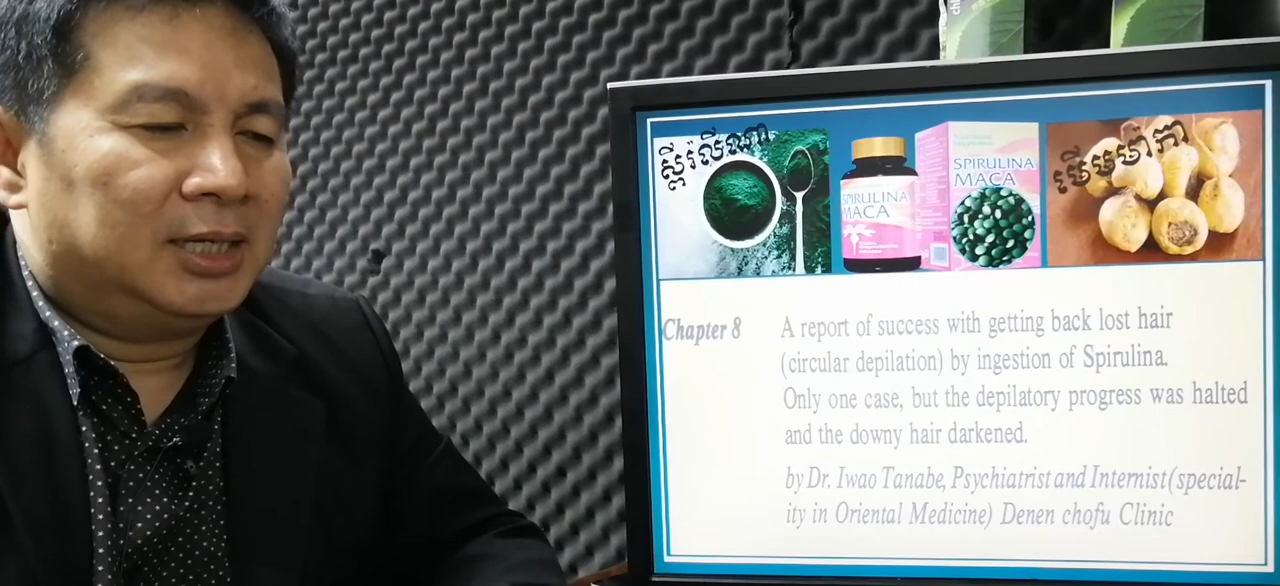 ស្ពីរ៉ូលីណា
SPIRULINA
MACA
SPIRULINA
MACA
មើមម៉ាកា
Chapter 8 A report of success with getting back lost hair
(circular depilation) by ingestion of Spirulina.
Only one case, but the depilatory progress was halted
and the downy hair darkened.
by Dr. Iwao Tanabe, Psychiatrist and Internist (special-
ity in Oriental Medicine) Denen chofu Clinic